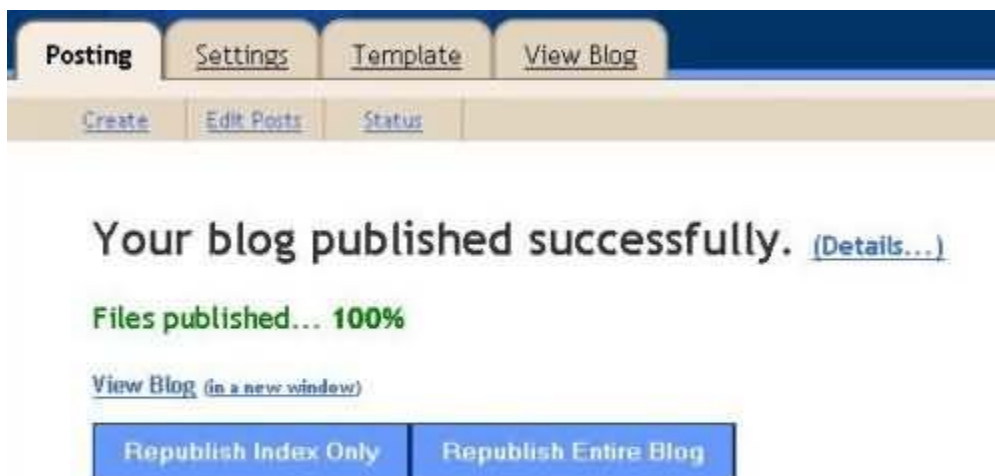 Posting Settings Template View Blog
Create Edit Posts Status
Your blog published successfully. (Details...)
Files published... 100%
View Blog (in a new window)
Republish Index Only Republish Entire Blog